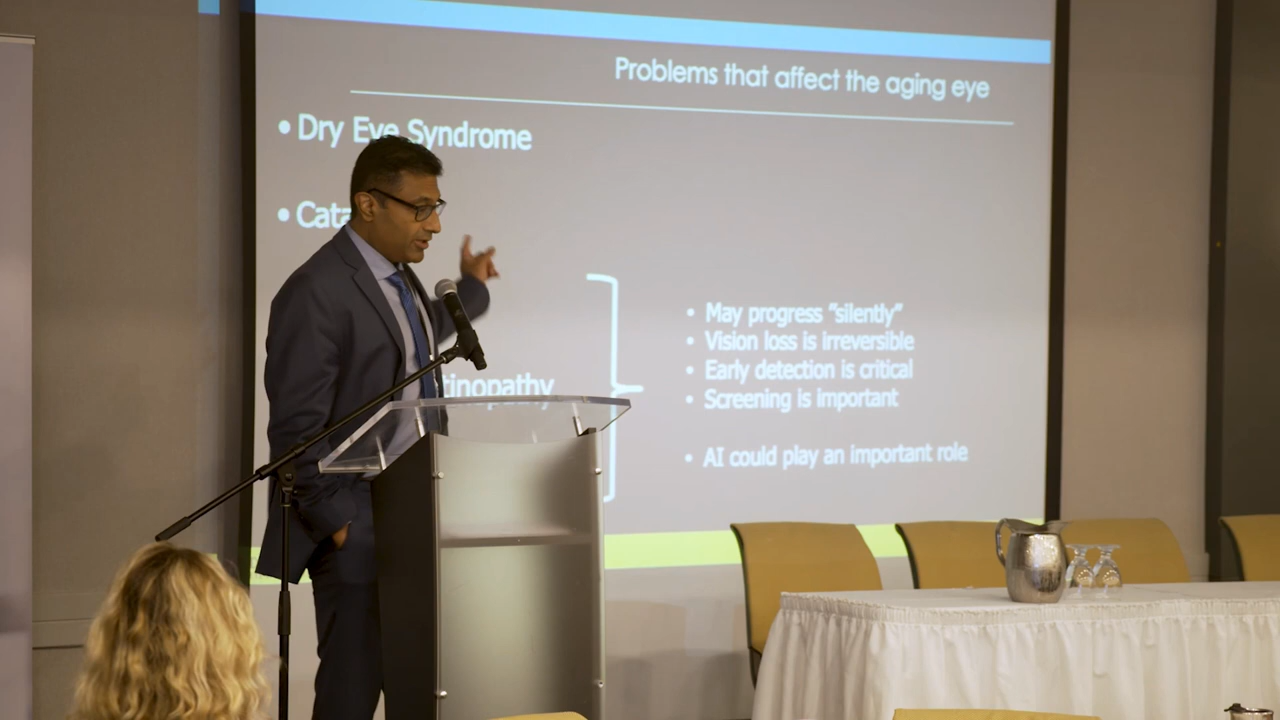 Problems that affect the aging eye
• Dry Eye Syndrome
• Cata
tinopathy
• May progress "silently"
• Vision loss is irreversible
• Early detection is critical
• Screening is important
• AI could play an important role